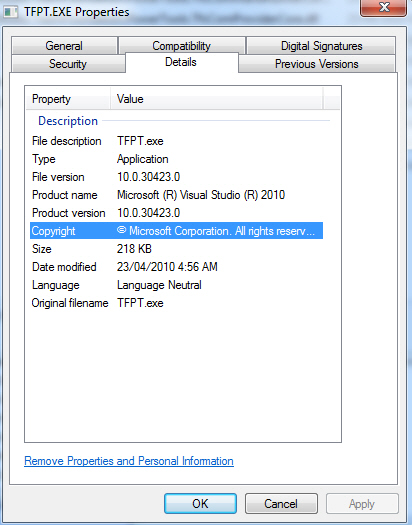 TFPT.EXE Properties
General Compatibility Digital Signatures
Security Details Previous Versions
Property Value
Description
File description TFPT.exe
Type Application
File version 10.0.30423.0
Product name Microsoft (R) Visual Studio (R) 2010
Product version 10.0.30423.0
Copyright © Microsoft Corporation. All rights reserv...
Size 218 KB
Date modified 23/04/2010 4:56 AM
Language Language Neutral
Original filename TFPT.exe
Remove Properties and Personal Information
OK Cancel Apply